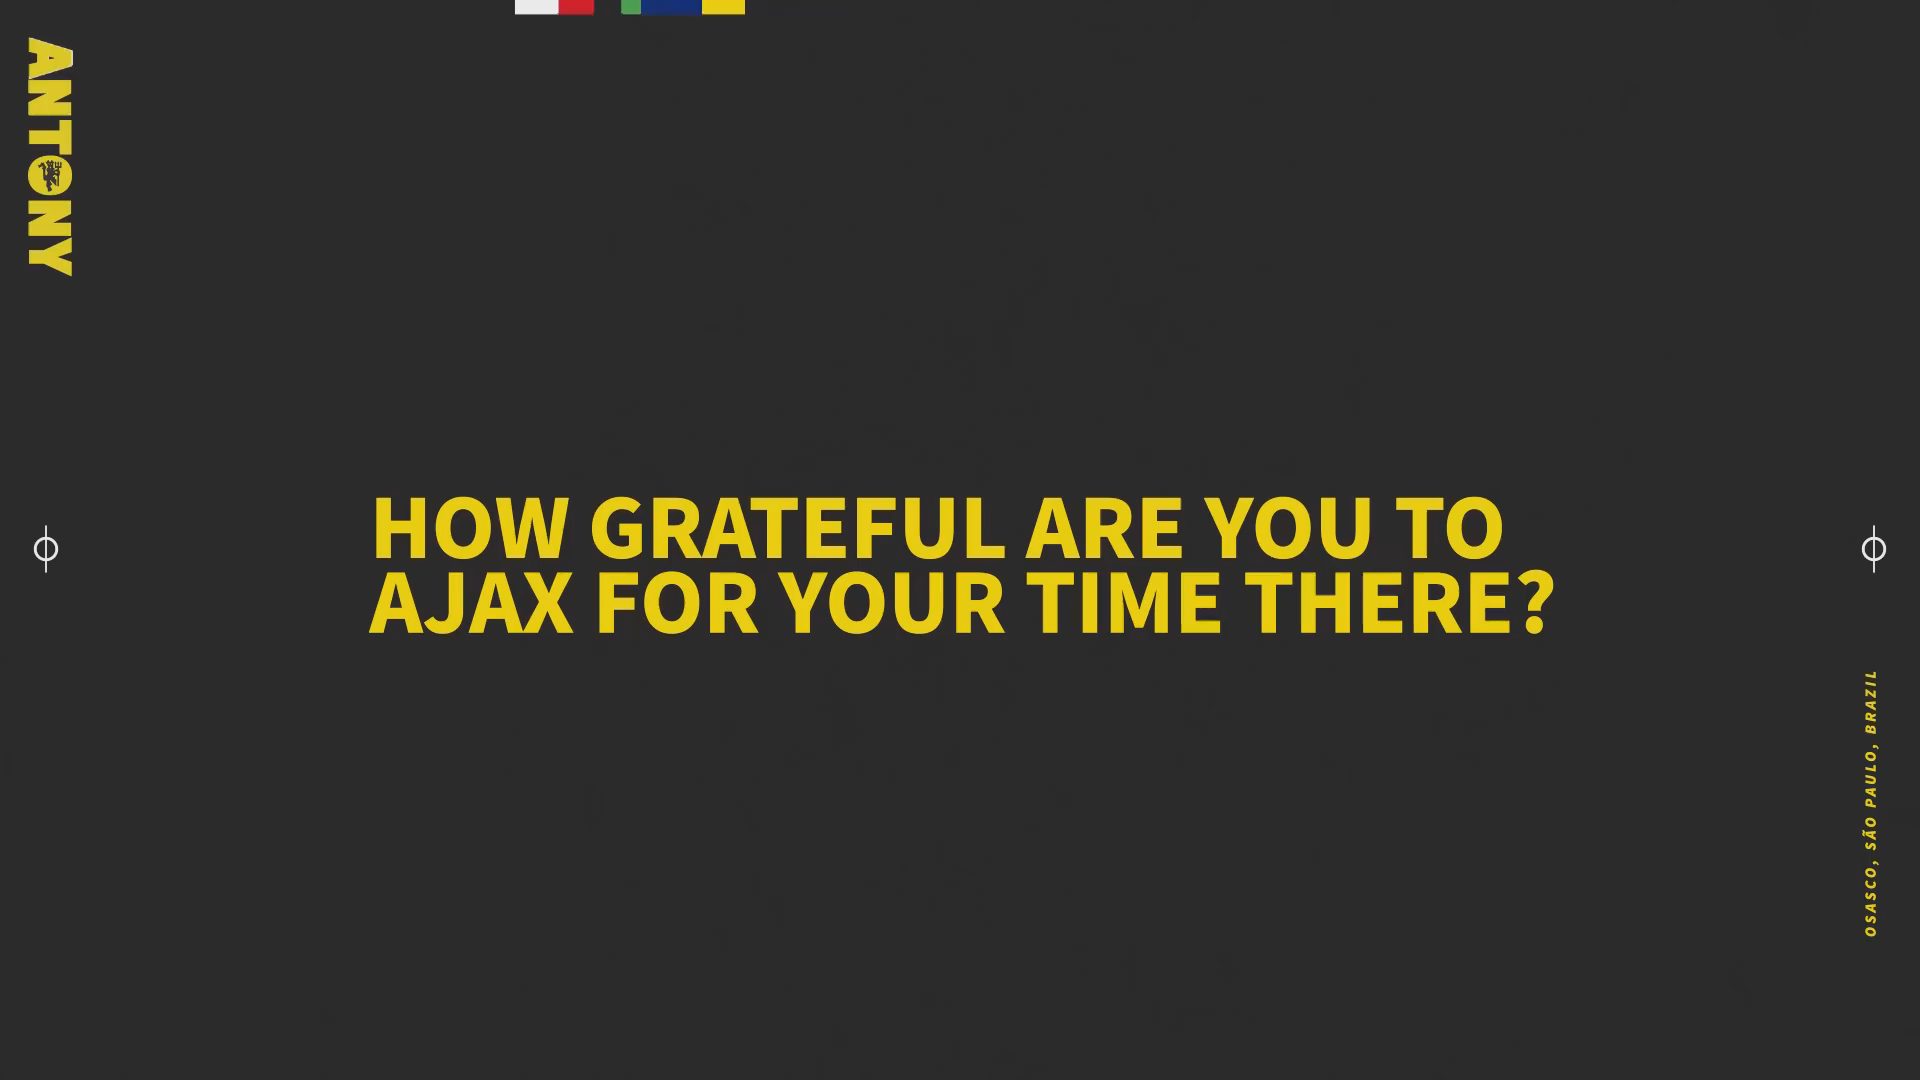 ANTONY
HOW GRATEFUL ARE YOU TO
AJAX FOR YOUR TIME THERE?
OSASCO, SÃO PAULO, BRAZIL